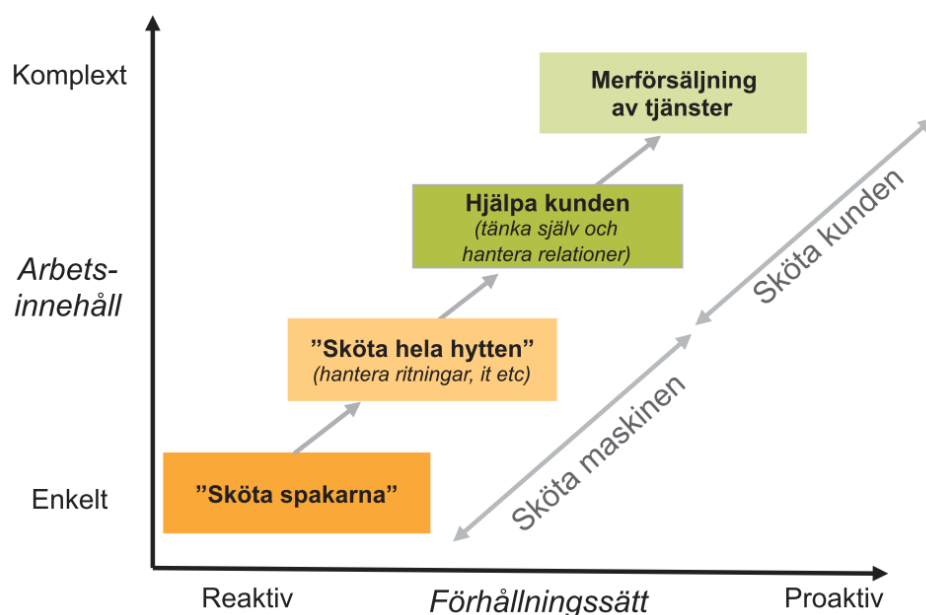 Komplext
Merförsäljning
av tjänster
Hjälpa kunden
(tänka själv och
hantera relationer)
Sköta kunden
Arbets-
innehåll
”Sköta hela hytten”
(hantera ritningar, it etc)
Sköta maskinen
Enkelt
”Sköta spakarna”
Reaktiv
Förhållningssätt
Proaktiv